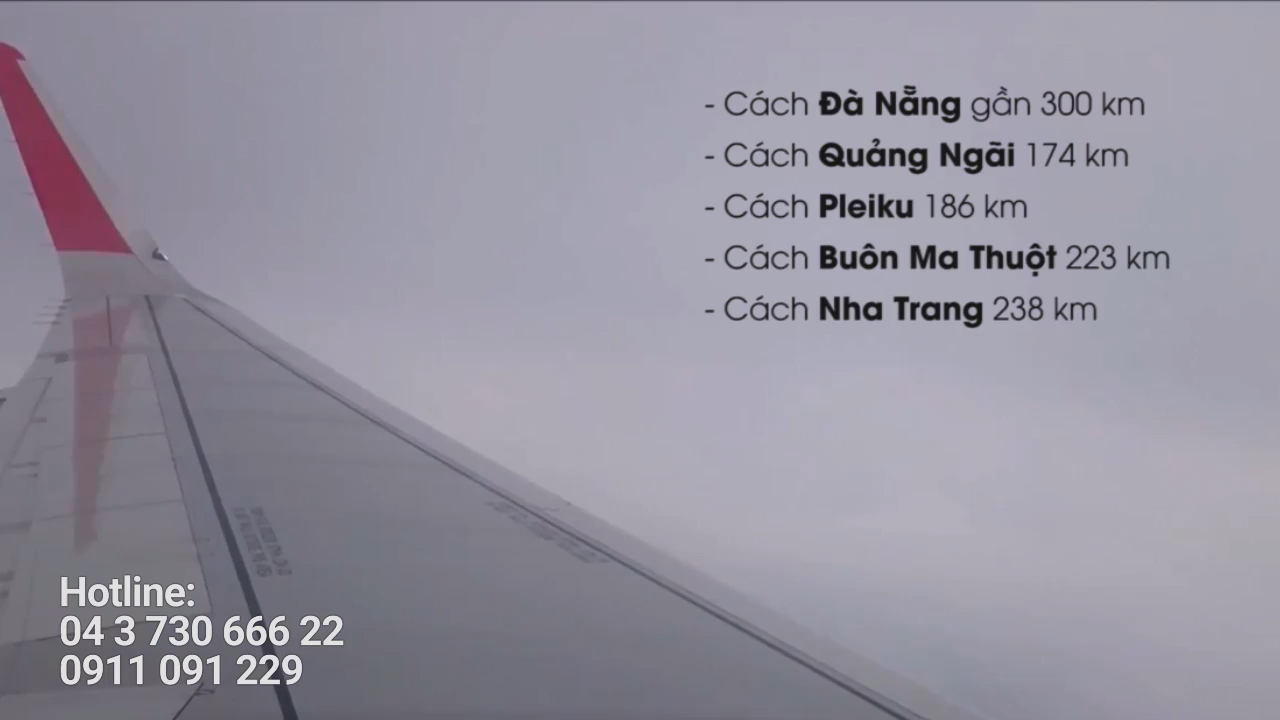 - Cách Đà Nẵng gần 300 km
- Cách Quảng Ngãi 174 km
- Cách Pleiku 186 km
- Cách Buôn Ma Thuột 223 km
- Cách Nha Trang 238 km
Hotline:
04 3 730 666 22
0911 091 229